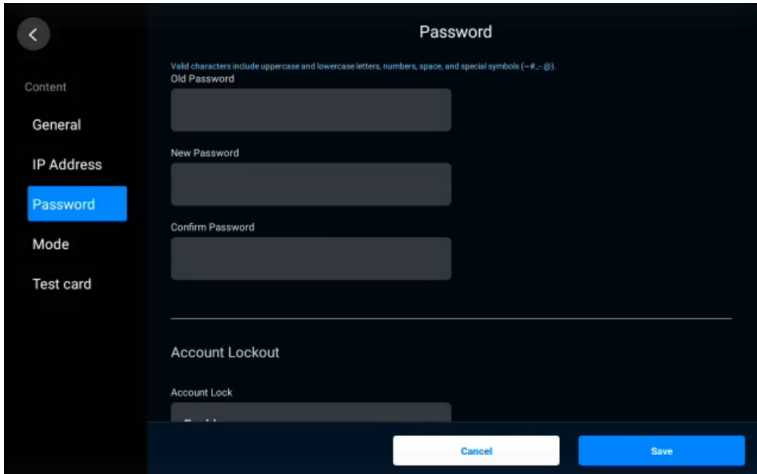 Password
Valid characters include uppercase and lowercase letters, numbers, space, and special symbols (~#_-.@).
Old Password
Content
General
New Password
IP Address
Password
Confirm Password
Mode
Test card
Account Lockout
Account Lock
Cancel
Save